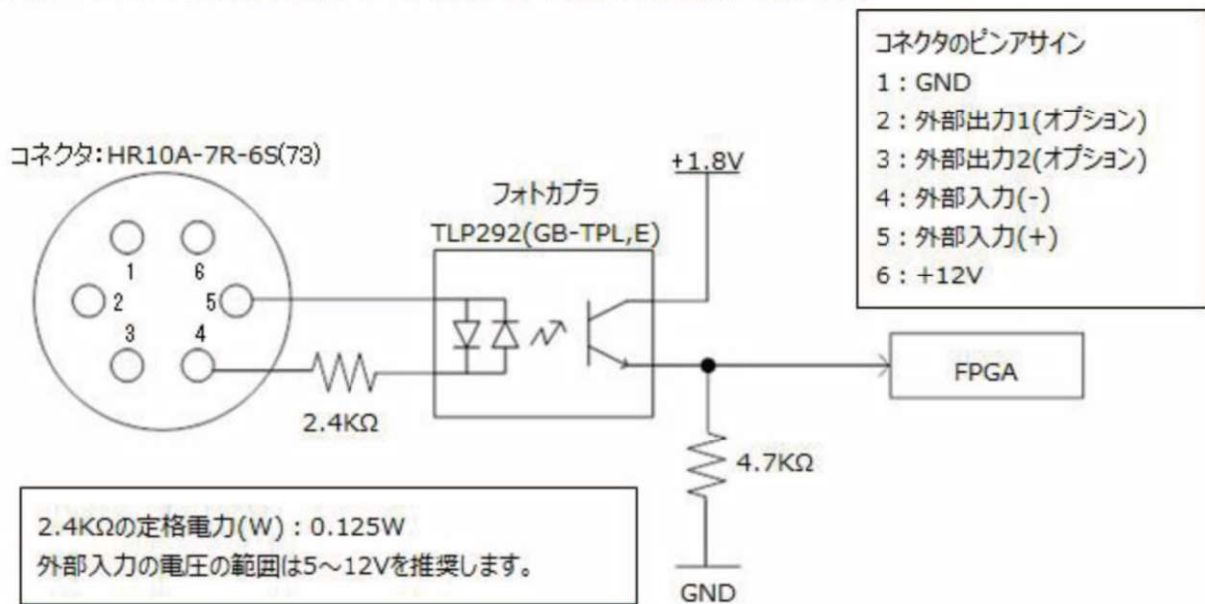 コネクタのピンアサイン
1：GND
2：外部出力1(オプション)
3：外部出力2(オプション)
4：外部入力(-)
5：外部入力(+)
6：+12V
コネクタ:HR10A-7R-6S(73)
1
6
2
5
3
4
2.4KΩ
フォトカプラ
TLP292(GB-TPL,E)
+1.8V
FPGA
4.7KΩ
GND
2.4KΩの定格電力(W)：0.125W
外部入力の電圧の範囲は5～12Vを推奨します。